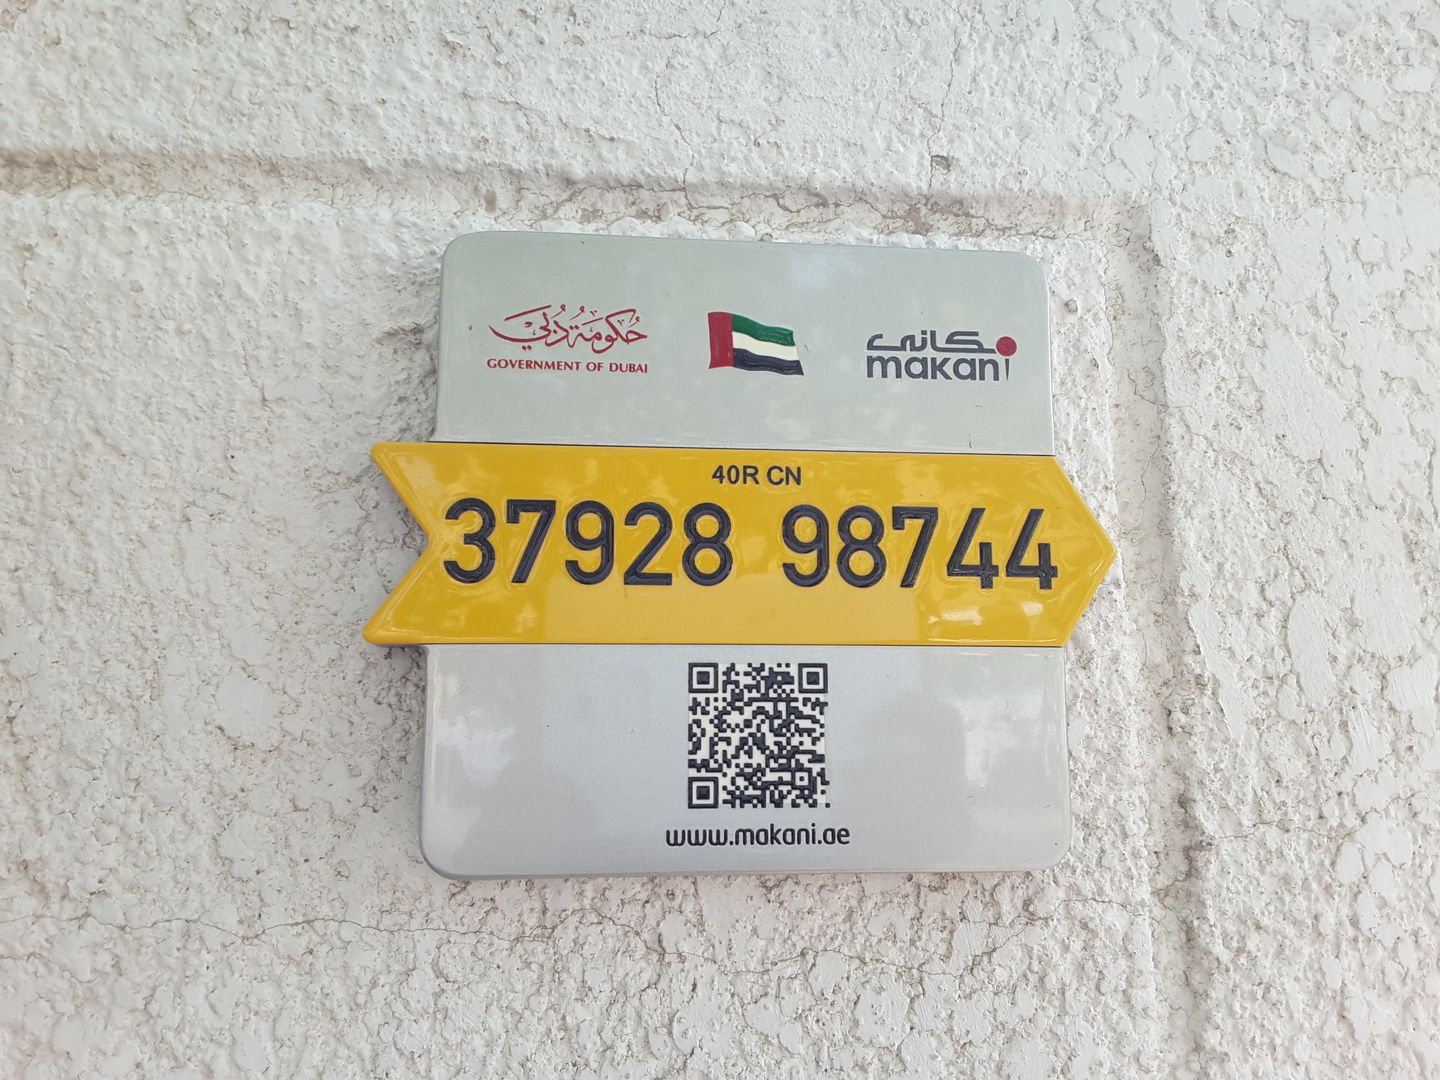 حكومة دبي
GOVERNMENT OF DUBAI
مكاني
makani
40R CN
37928 98744
www.makani.ae